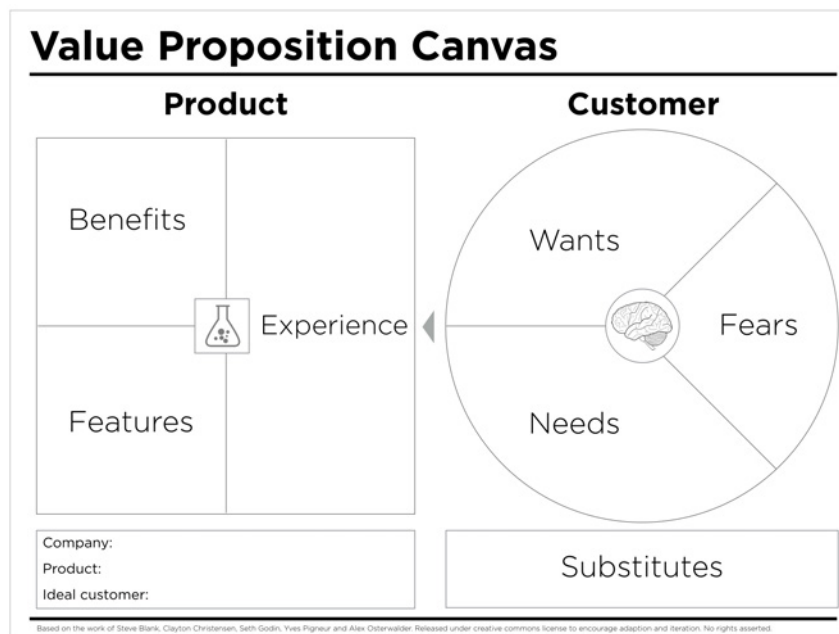 Value Proposition Canvas
Product
Customer
Benefits
Experience
Features
Wants
Fears
Needs
Company:
Product:
Ideal customer:
Substitutes
Based on the work of Steve Blank, Clayton Christensen, Seth Godin, Yves Pigneur and Alex Osterwalder. Released under creative commons license to encourage adaption and iteration. No rights asserted.